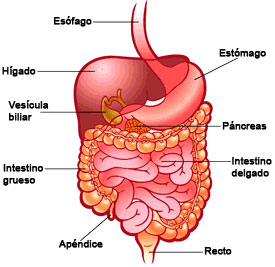 Esófago
Estómago
Hígado
Vesícula
biliar
Páncreas
Intestino
grueso
Intestino
delgado
Apéndice
Recto